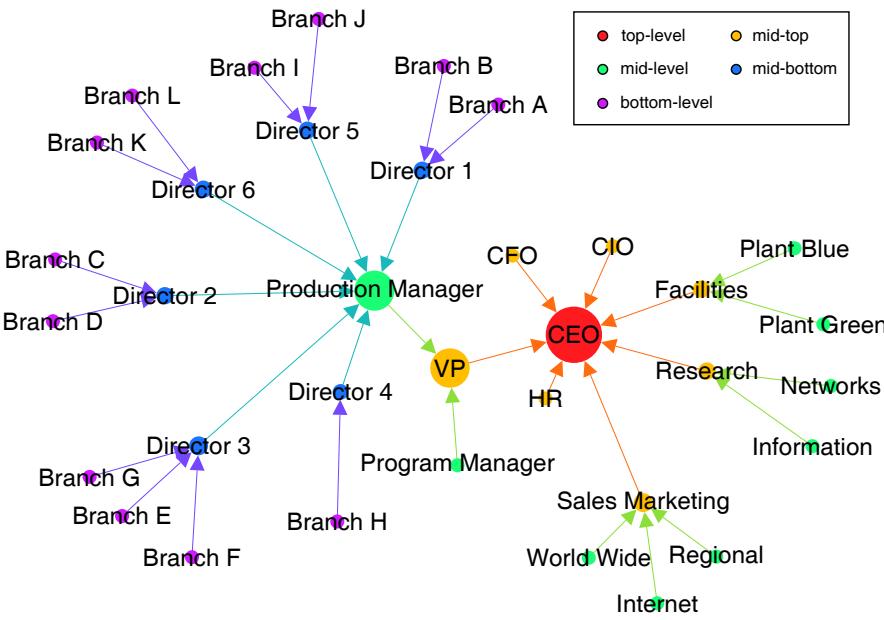 Branch J
top-level
mid-top
mid-level
mid-bottom
bottom-level
Branch I
Branch B
Branch L
Branch A
Director 5
Branch K
Director 1
Director 6
Plant Blue
CIO
CFO
Branch C
Production Manager
Facilities
Director 2
Branch D
Plant Green
CEO
VP
Research
Networks
Director 4
HR
Director 3
Information
Program Manager
Branch G
Sales Marketing
Branch E
Branch H
Branch F
World Wide
Regional
Internet